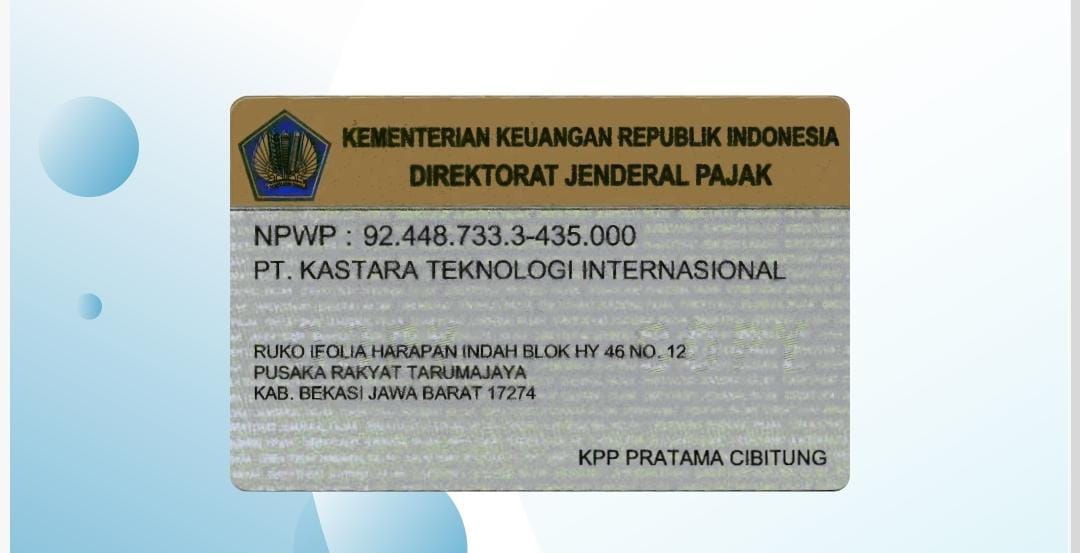 KEMENTERIAN KEUANGAN REPUBLIK INDONESIA
DIREKTORAT JENDERAL PAJAK
NPWP : 92.448.733.3-435.000
PT. KASTARA TEKNOLOGI INTERNASIONAL
COPY
RUKO IFOLIA HARAPAN INDAH BLOK HY 46 NO. 12
PUSAKA RAKYAT TARUMAJAYA
KAB. BEKASI JAWA BARAT 17274
KPP PRATAMA CIBITUNG